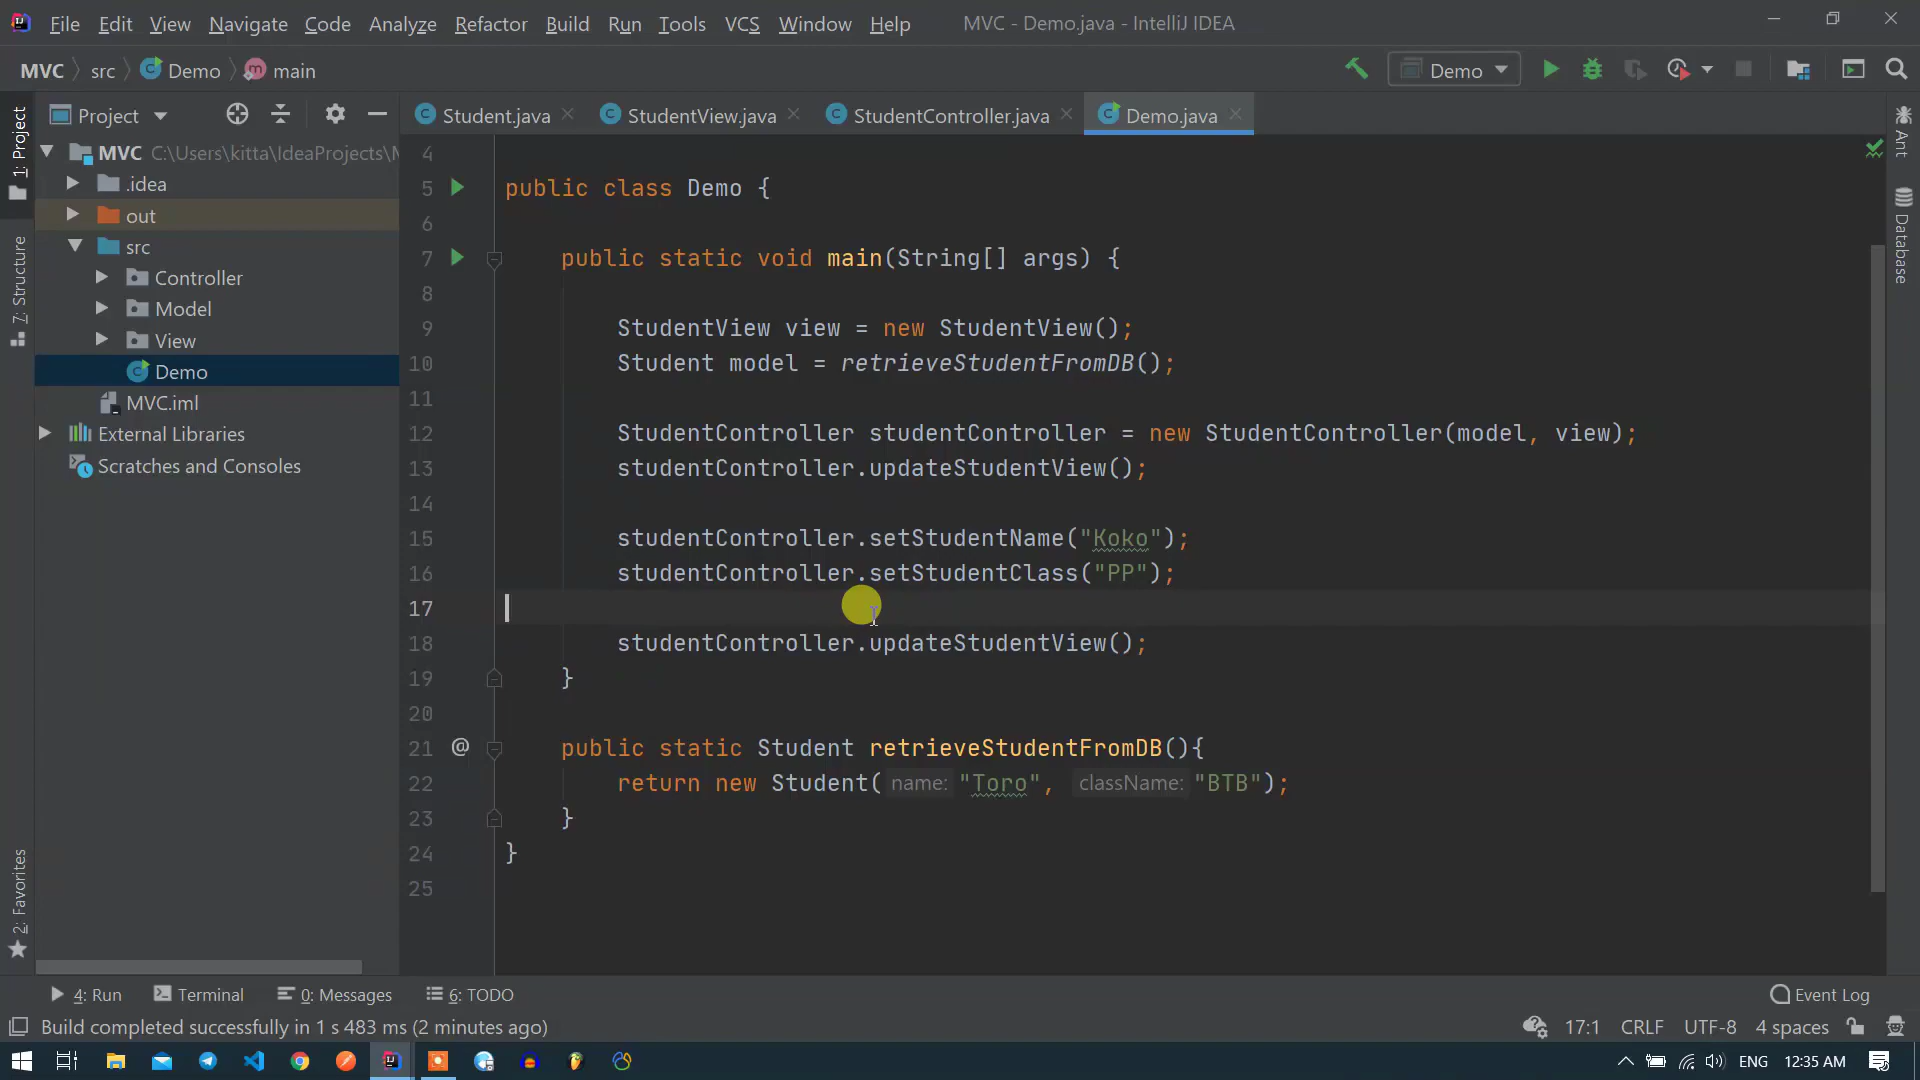 File Edit View Navigate Code Analyze Refactor Build Run Tools VCS Window Help MVC - Demo.java - IntelliJ IDEA
MVC src Demo main Demo
1: Project
7: Structure
2: Favorites
Project
MVC C:\Users\kitta\IdeaProjects\M
.idea
out
src
Controller
Model
View
Demo
MVC.iml
External Libraries
Scratches and Consoles
Student.java StudentView.java StudentController.java Demo.java
4
5 public class Demo {
6
7 public static void main(String[] args) {
8
9 StudentView view = new StudentView();
10 Student model = retrieveStudentFromDB();
11
12 StudentController studentController = new StudentController(model, view);
13 studentController.updateStudentView();
14
15 studentController.setStudentName("Koko");
16 studentController.setStudentClass("PP");
17
18 studentController.updateStudentView();
19 }
20
21 @ public static Student retrieveStudentFromDB(){
22 return new Student( name: "Toro", className: "BTB");
23 }
24 }
25
Ant
Database
4: Run Terminal 0: Messages 6: TODO Event Log
Build completed successfully in 1 s 483 ms (2 minutes ago) 17:1 CRLF UTF-8 4 spaces
ENG 12:35 AM